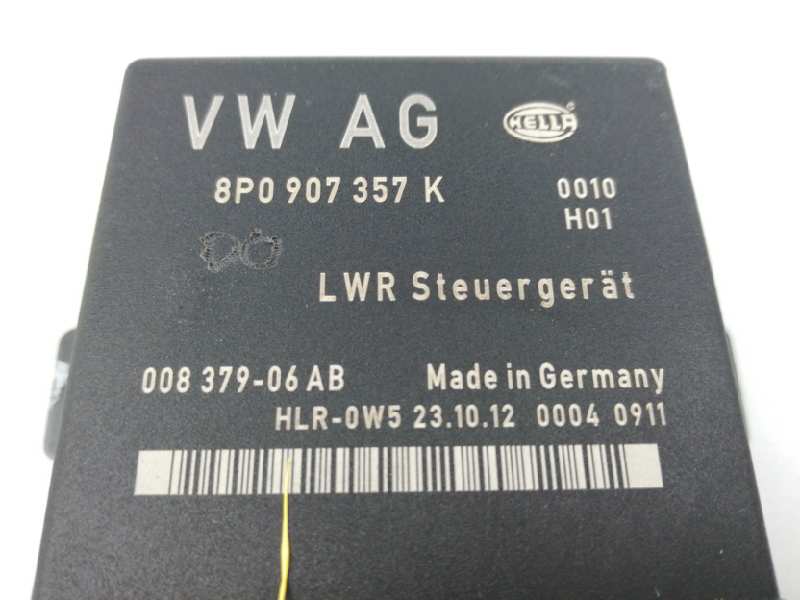 VW AG HELLA
8P0 907 357 K 0010
H01
LWR Steuergerät
008 379-06 AB Made in Germany
HLR-0W5 23.10.12 0004 0911